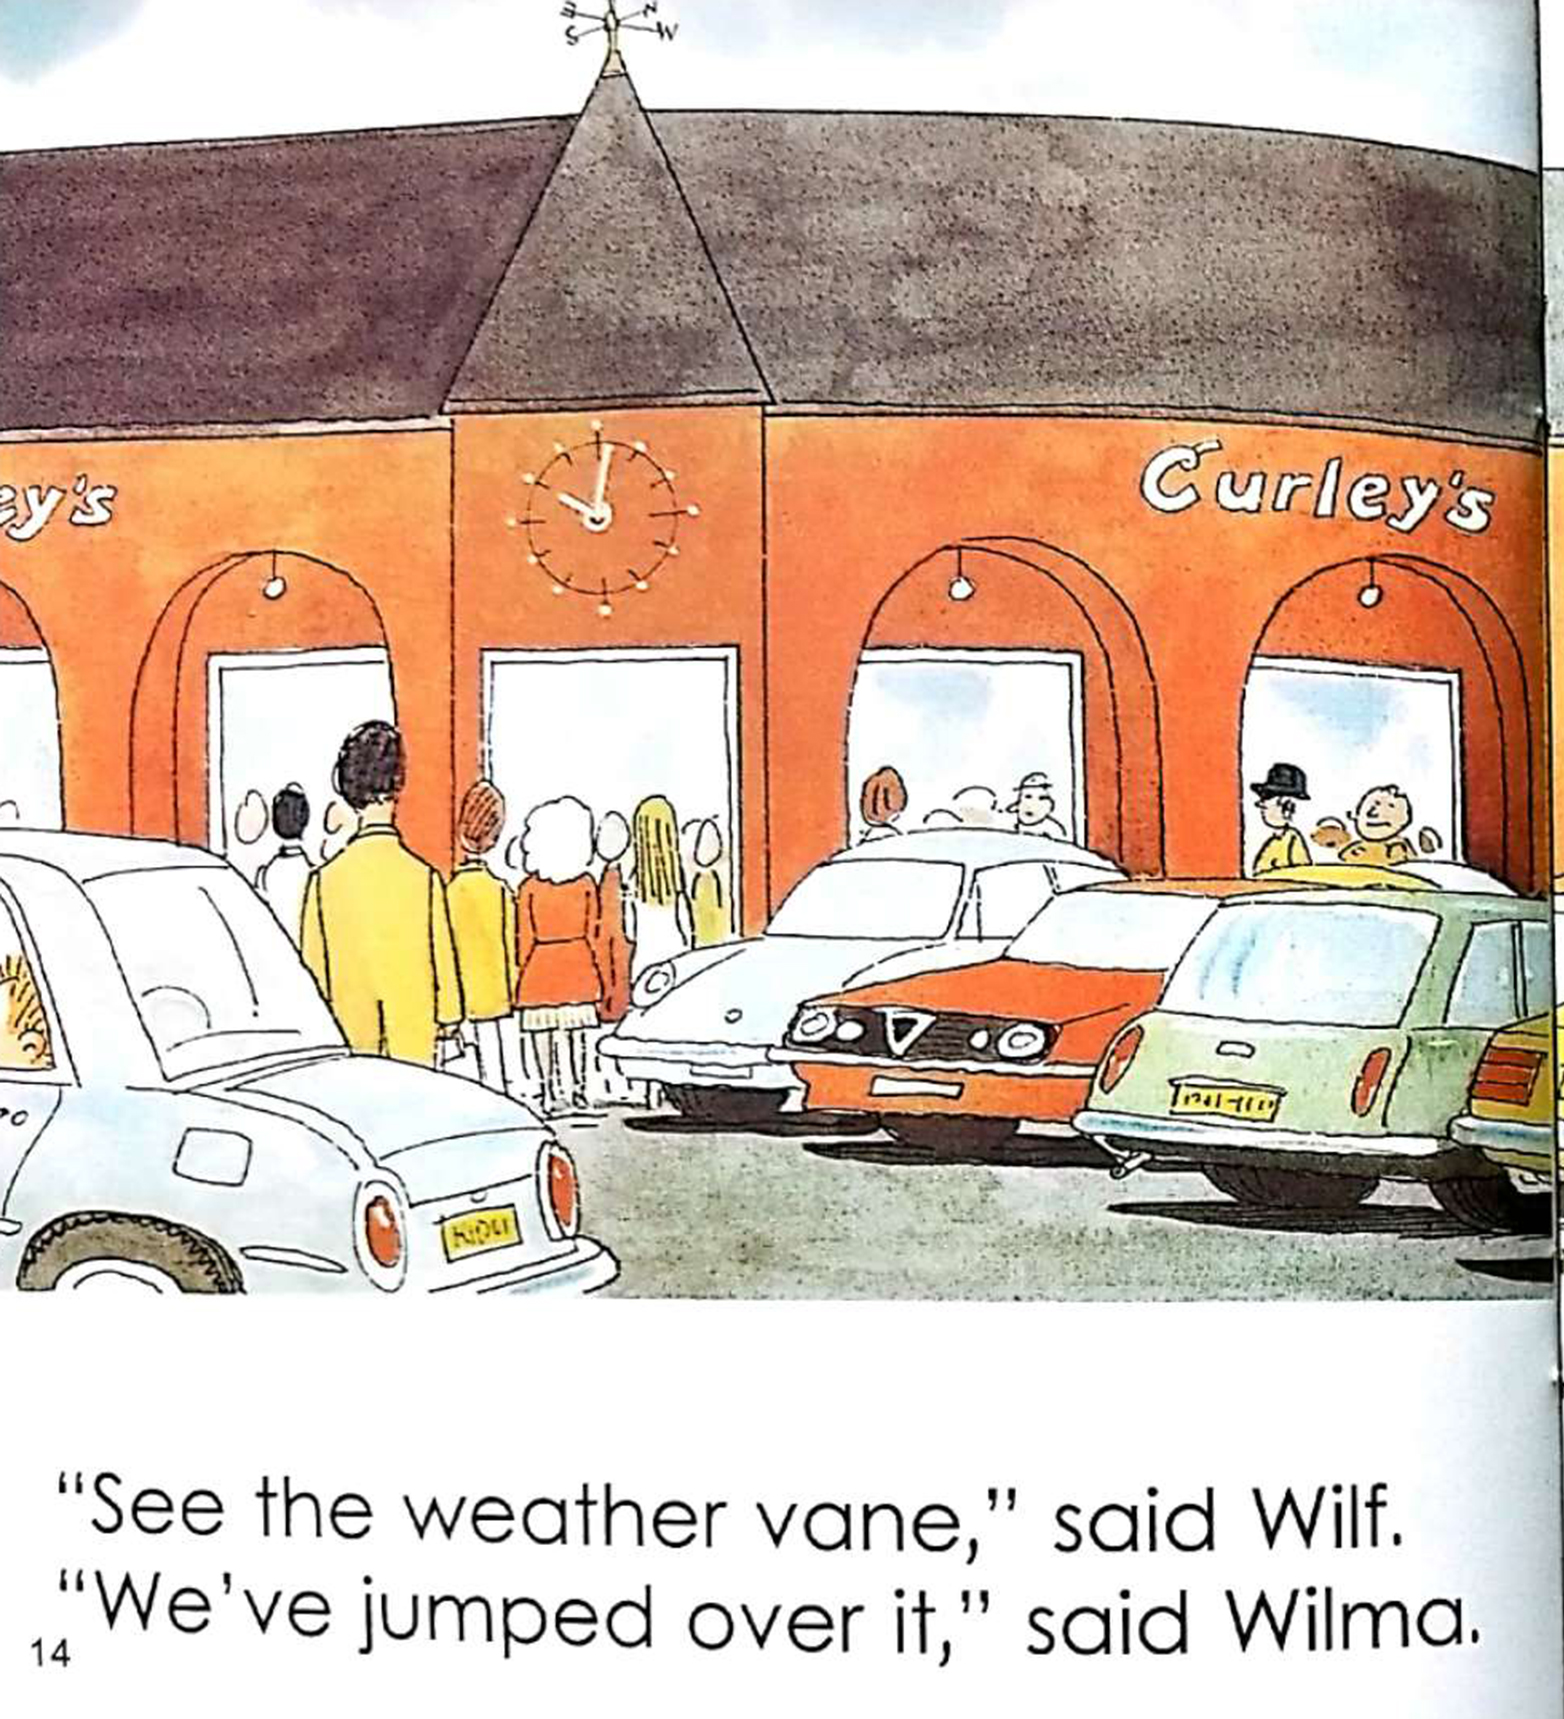 E N
S W
ey's
Curley's
"See the weather vane," said Wilf.
"We've jumped over it," said Wilma.
14